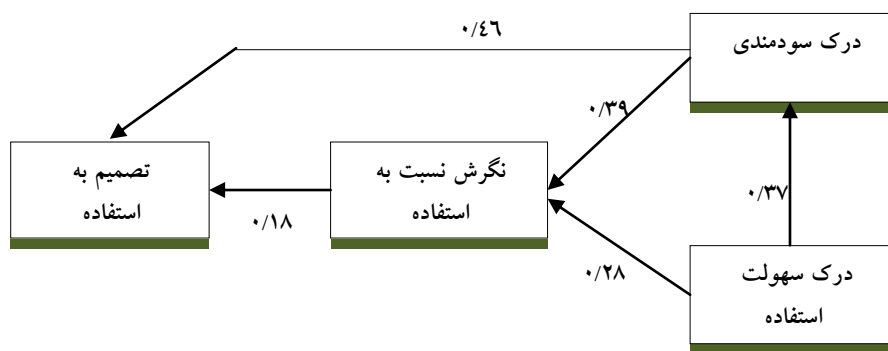 ۰/٤٦
درک سودمندی
۰/۳۹
تصمیم به
استفاده
نگرش نسبت به
استفاده
۰/۱۸
۰/۳۷
۰/۲۸
درک سهولت
استفاده